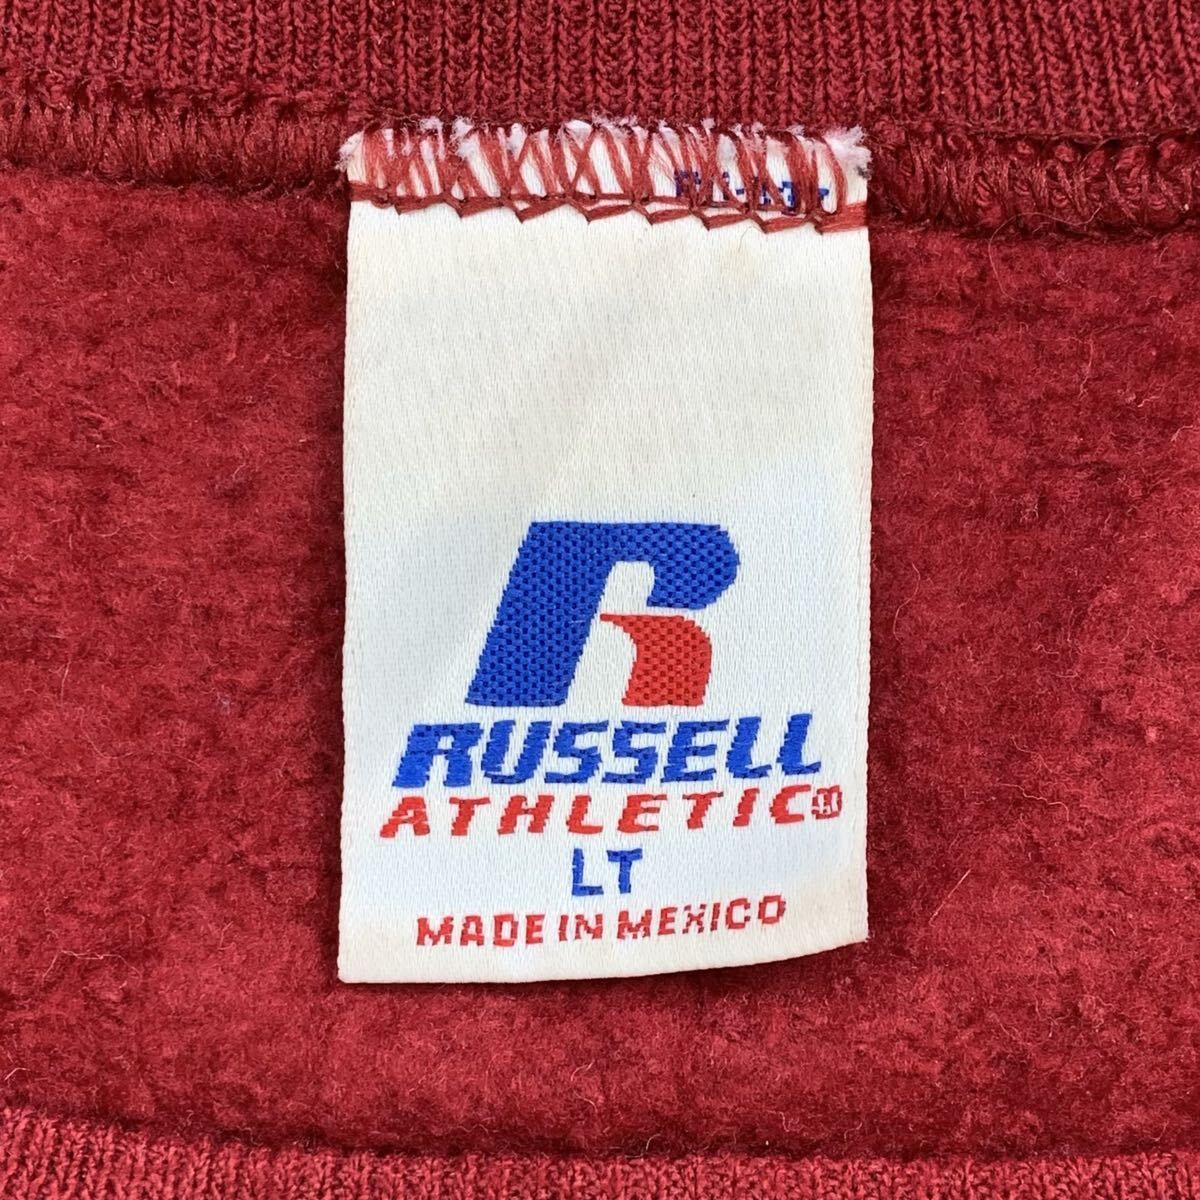 RUSSELL
ATHLETIC®
LT
MADE IN MEXICO